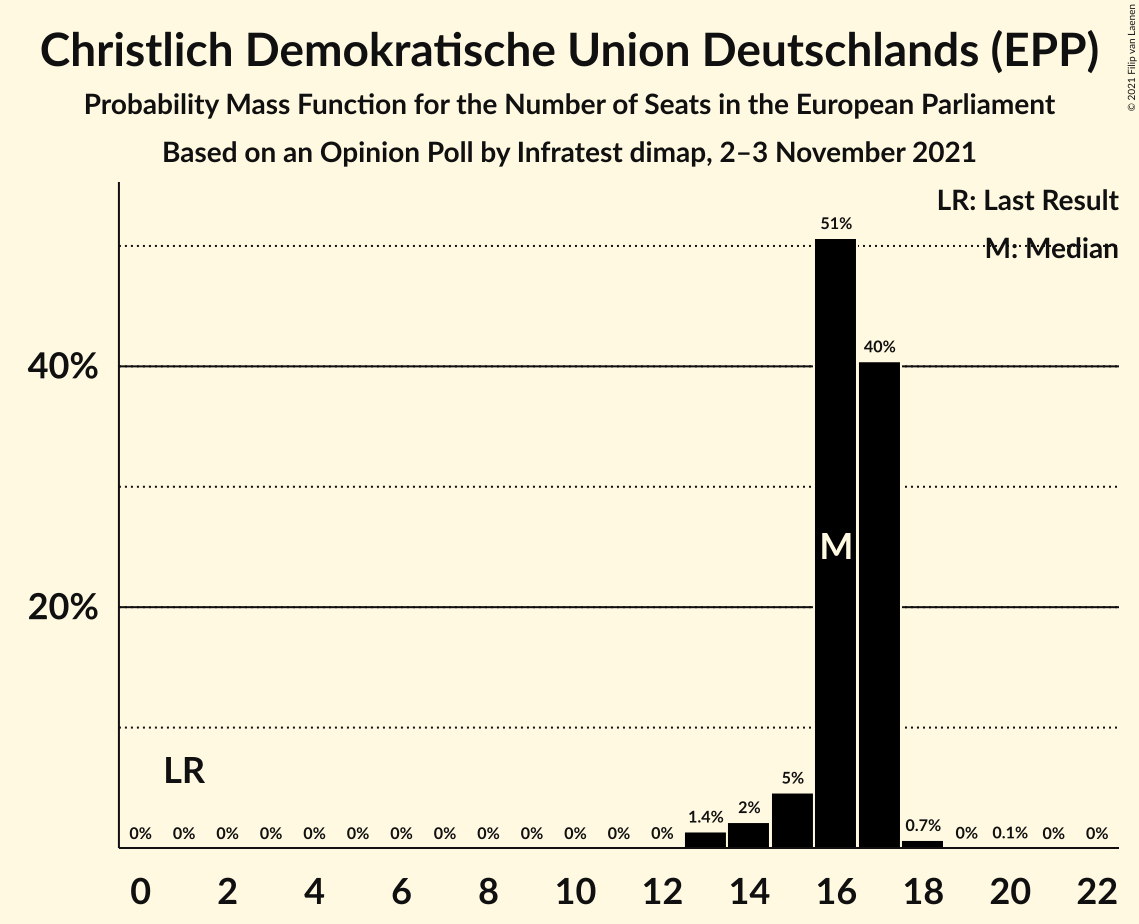 Christlich Demokratische Union Deutschlands (EPP)
Probability Mass Function for the Number of Seats in the European Parliament
Based on an Opinion Poll by Infratest dimap, 2–3 November 2021
© 2021 Filip van Laenen
LR: Last Result
M: Median
51%
40%
40%
M
20%
LR
0% 0% 0% 0% 0% 0% 0% 0% 0% 0% 0% 0% 0% 1.4% 2% 5% 0.7% 0% 0.1% 0% 0%
0 2 4 6 8 10 12 14 16 18 20 22